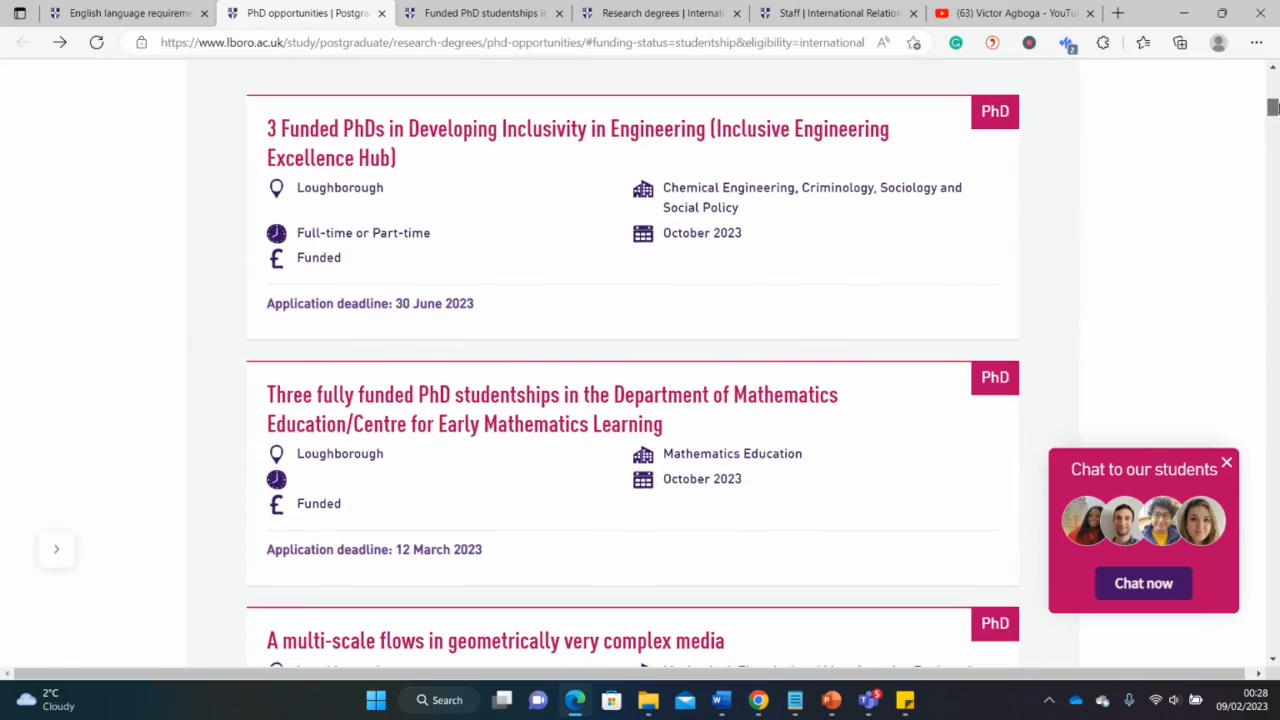 English language requireme
PhD opportunities | Postgra
Funded PhD studentships i
Research degrees | Internati
Staff | International Relation
(63) Victor Agboga - YouTu
https://www.lboro.ac.uk/study/postgraduate/research-degrees/phd-opportunities/#funding-status=studentship&eligibility=international
2
PhD
3 Funded PhDs in Developing Inclusivity in Engineering (Inclusive Engineering
Excellence Hub)
Loughborough
Chemical Engineering, Criminology, Sociology and
Social Policy
Full-time or Part-time
October 2023
£ Funded
Application deadline: 30 June 2023
PhD
Three fully funded PhD studentships in the Department of Mathematics
Education/Centre for Early Mathematics Learning
Loughborough
Mathematics Education
October 2023
£ Funded
Application deadline: 12 March 2023
Chat to our students
Chat now
PhD
A multi-scale flows in geometrically very complex media
2°C
Cloudy
Search
5
00:28
09/02/2023